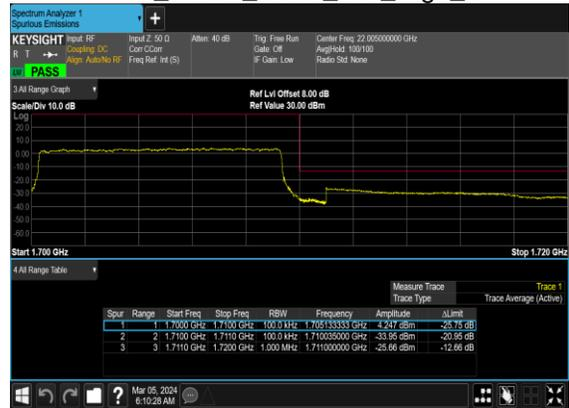 Spectrum Analyzer 1
Spurious Emissions
+
KEYSIGHT Input: RF Input Z: 50 Ω Atten: 40 dB Trig: Free Run Center Freq: 22.005000000 GHz
R T Coupling: DC Corr CCorr Gate: Off Avg|Hold: 100/100
Align: Auto/No RF Freq Ref: Int (S) IF Gain: Low Radio Std: None
PASS
3 All Range Graph Ref Lvl Offset 8.00 dB
Scale/Div 10.0 dB Ref Value 30.00 dBm
Log
20.0
10.0
0.00
-10.0
-20.0
-30.0
-40.0
-50.0
-60.0
Start 1.700 GHz Stop 1.720 GHz
4 All Range Table
Measure Trace Trace 1
Trace Type Trace Average (Active)
Spur Range Start Freq Stop Freq RBW Frequency Amplitude ΔLimit
1 1 1.7000 GHz 1.7100 GHz 100.0 kHz 1.705133333 GHz 4.247 dBm -25.75 dB
2 2 1.7100 GHz 1.7110 GHz 100.0 kHz 1.710035000 GHz -33.95 dBm -20.95 dB
3 3 1.7110 GHz 1.7200 GHz 1.000 MHz 1.711000000 GHz -25.66 dBm -12.66 dB
? Mar 05, 2024
6:10:28 AM